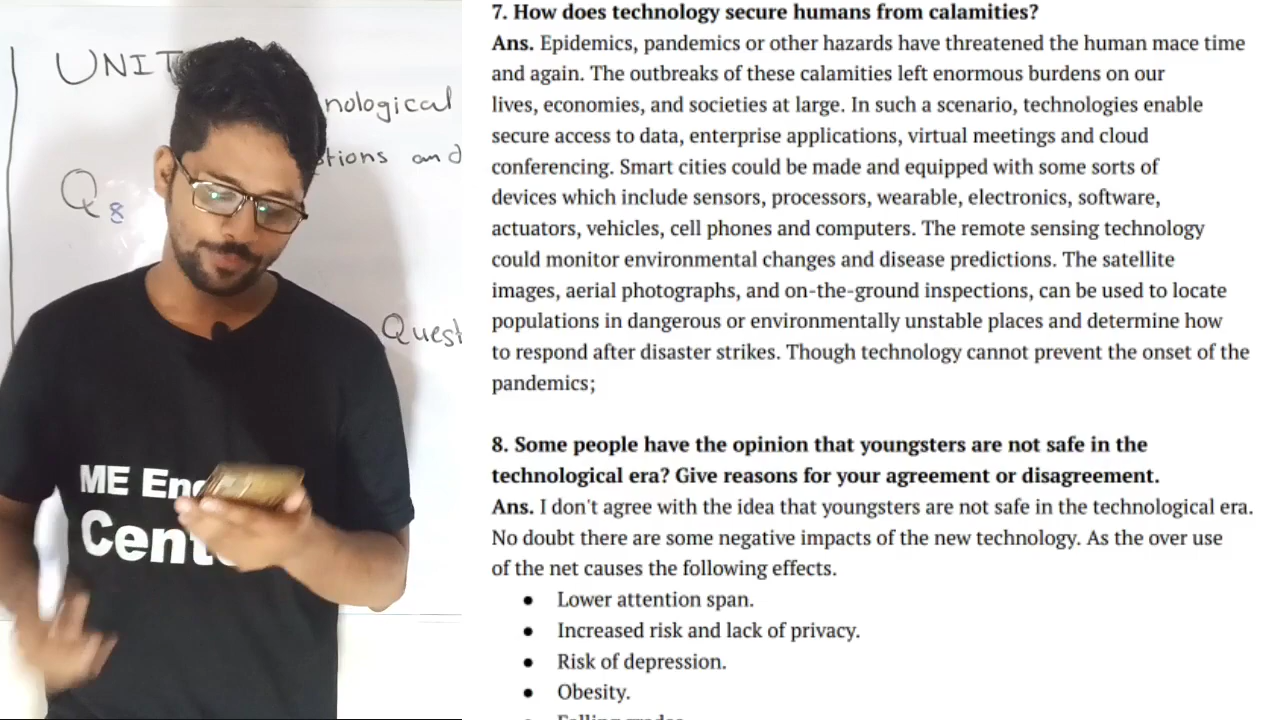 UNIT
nological
tions and
Q8
Quest
ME Eng
Cent
7. How does technology secure humans from calamities?
Ans. Epidemics, pandemics or other hazards have threatened the human mace time
and again. The outbreaks of these calamities left enormous burdens on our
lives, economies, and societies at large. In such a scenario, technologies enable
secure access to data, enterprise applications, virtual meetings and cloud
conferencing. Smart cities could be made and equipped with some sorts of
devices which include sensors, processors, wearable, electronics, software,
actuators, vehicles, cell phones and computers. The remote sensing technology
could monitor environmental changes and disease predictions. The satellite
images, aerial photographs, and on-the-ground inspections, can be used to locate
populations in dangerous or environmentally unstable places and determine how
to respond after disaster strikes. Though technology cannot prevent the onset of the
pandemics;
8. Some people have the opinion that youngsters are not safe in the
technological era? Give reasons for your agreement or disagreement.
Ans. I don't agree with the idea that youngsters are not safe in the technological era.
No doubt there are some negative impacts of the new technology. As the over use
of the net causes the following effects.
• Lower attention span.
• Increased risk and lack of privacy.
• Risk of depression.
• Obesity.
• Falling grades